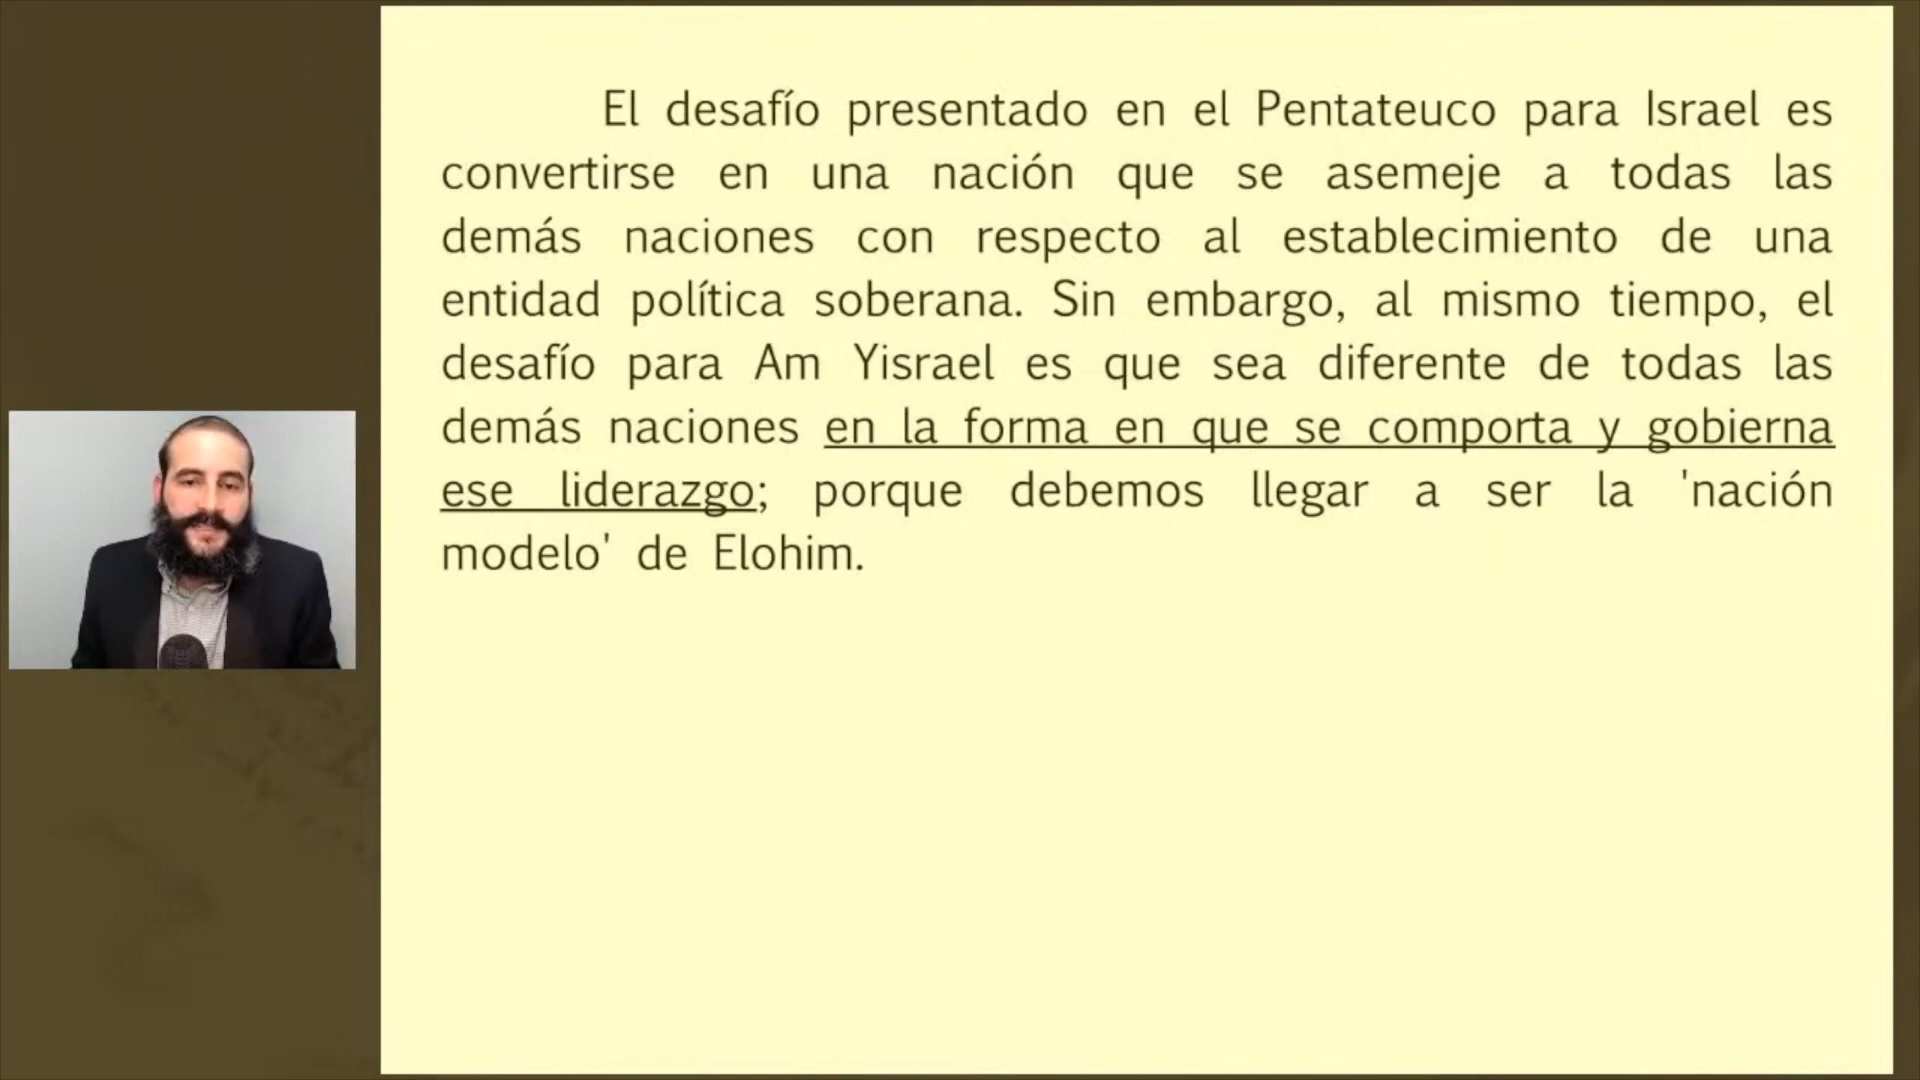 El desafío presentado en el Pentateuco para Israel es
convertirse en una nación que se asemeje a todas las
demás naciones con respecto al establecimiento de una
entidad política soberana. Sin embargo, al mismo tiempo, el
desafío para Am Yisrael es que sea diferente de todas las
demás naciones en la forma en que se comporta y gobierna
ese liderazgo; porque debemos llegar a ser la 'nación
modelo' de Elohim.